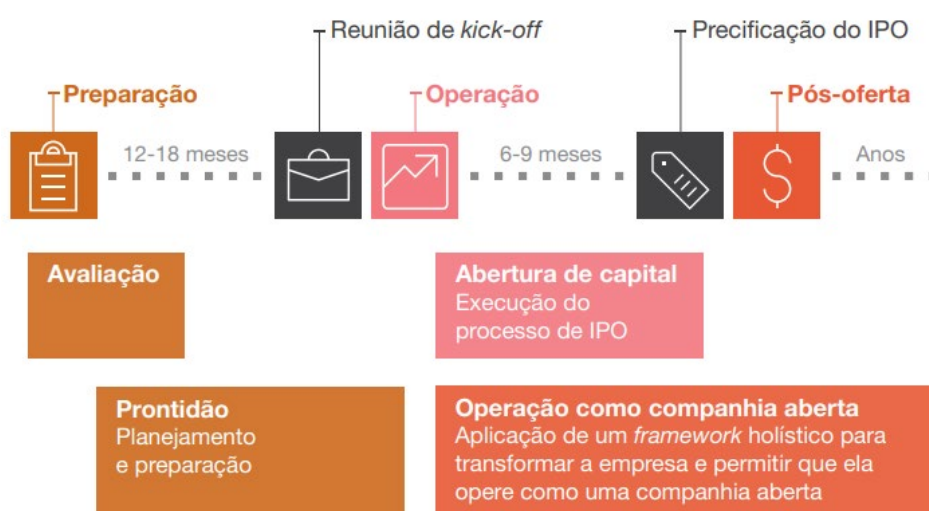 Reunião de kick-off
Precificação do IPO
Preparação
Operação
Pós-oferta
12-18 meses
6-9 meses
Anos
Avaliação
Abertura de capital
Execução do
processo de IPO
Prontidão
Planejamento
e preparação
Operação como companhia aberta
Aplicação de um framework holístico para
transformar a empresa e permitir que ela
opere como uma companhia aberta